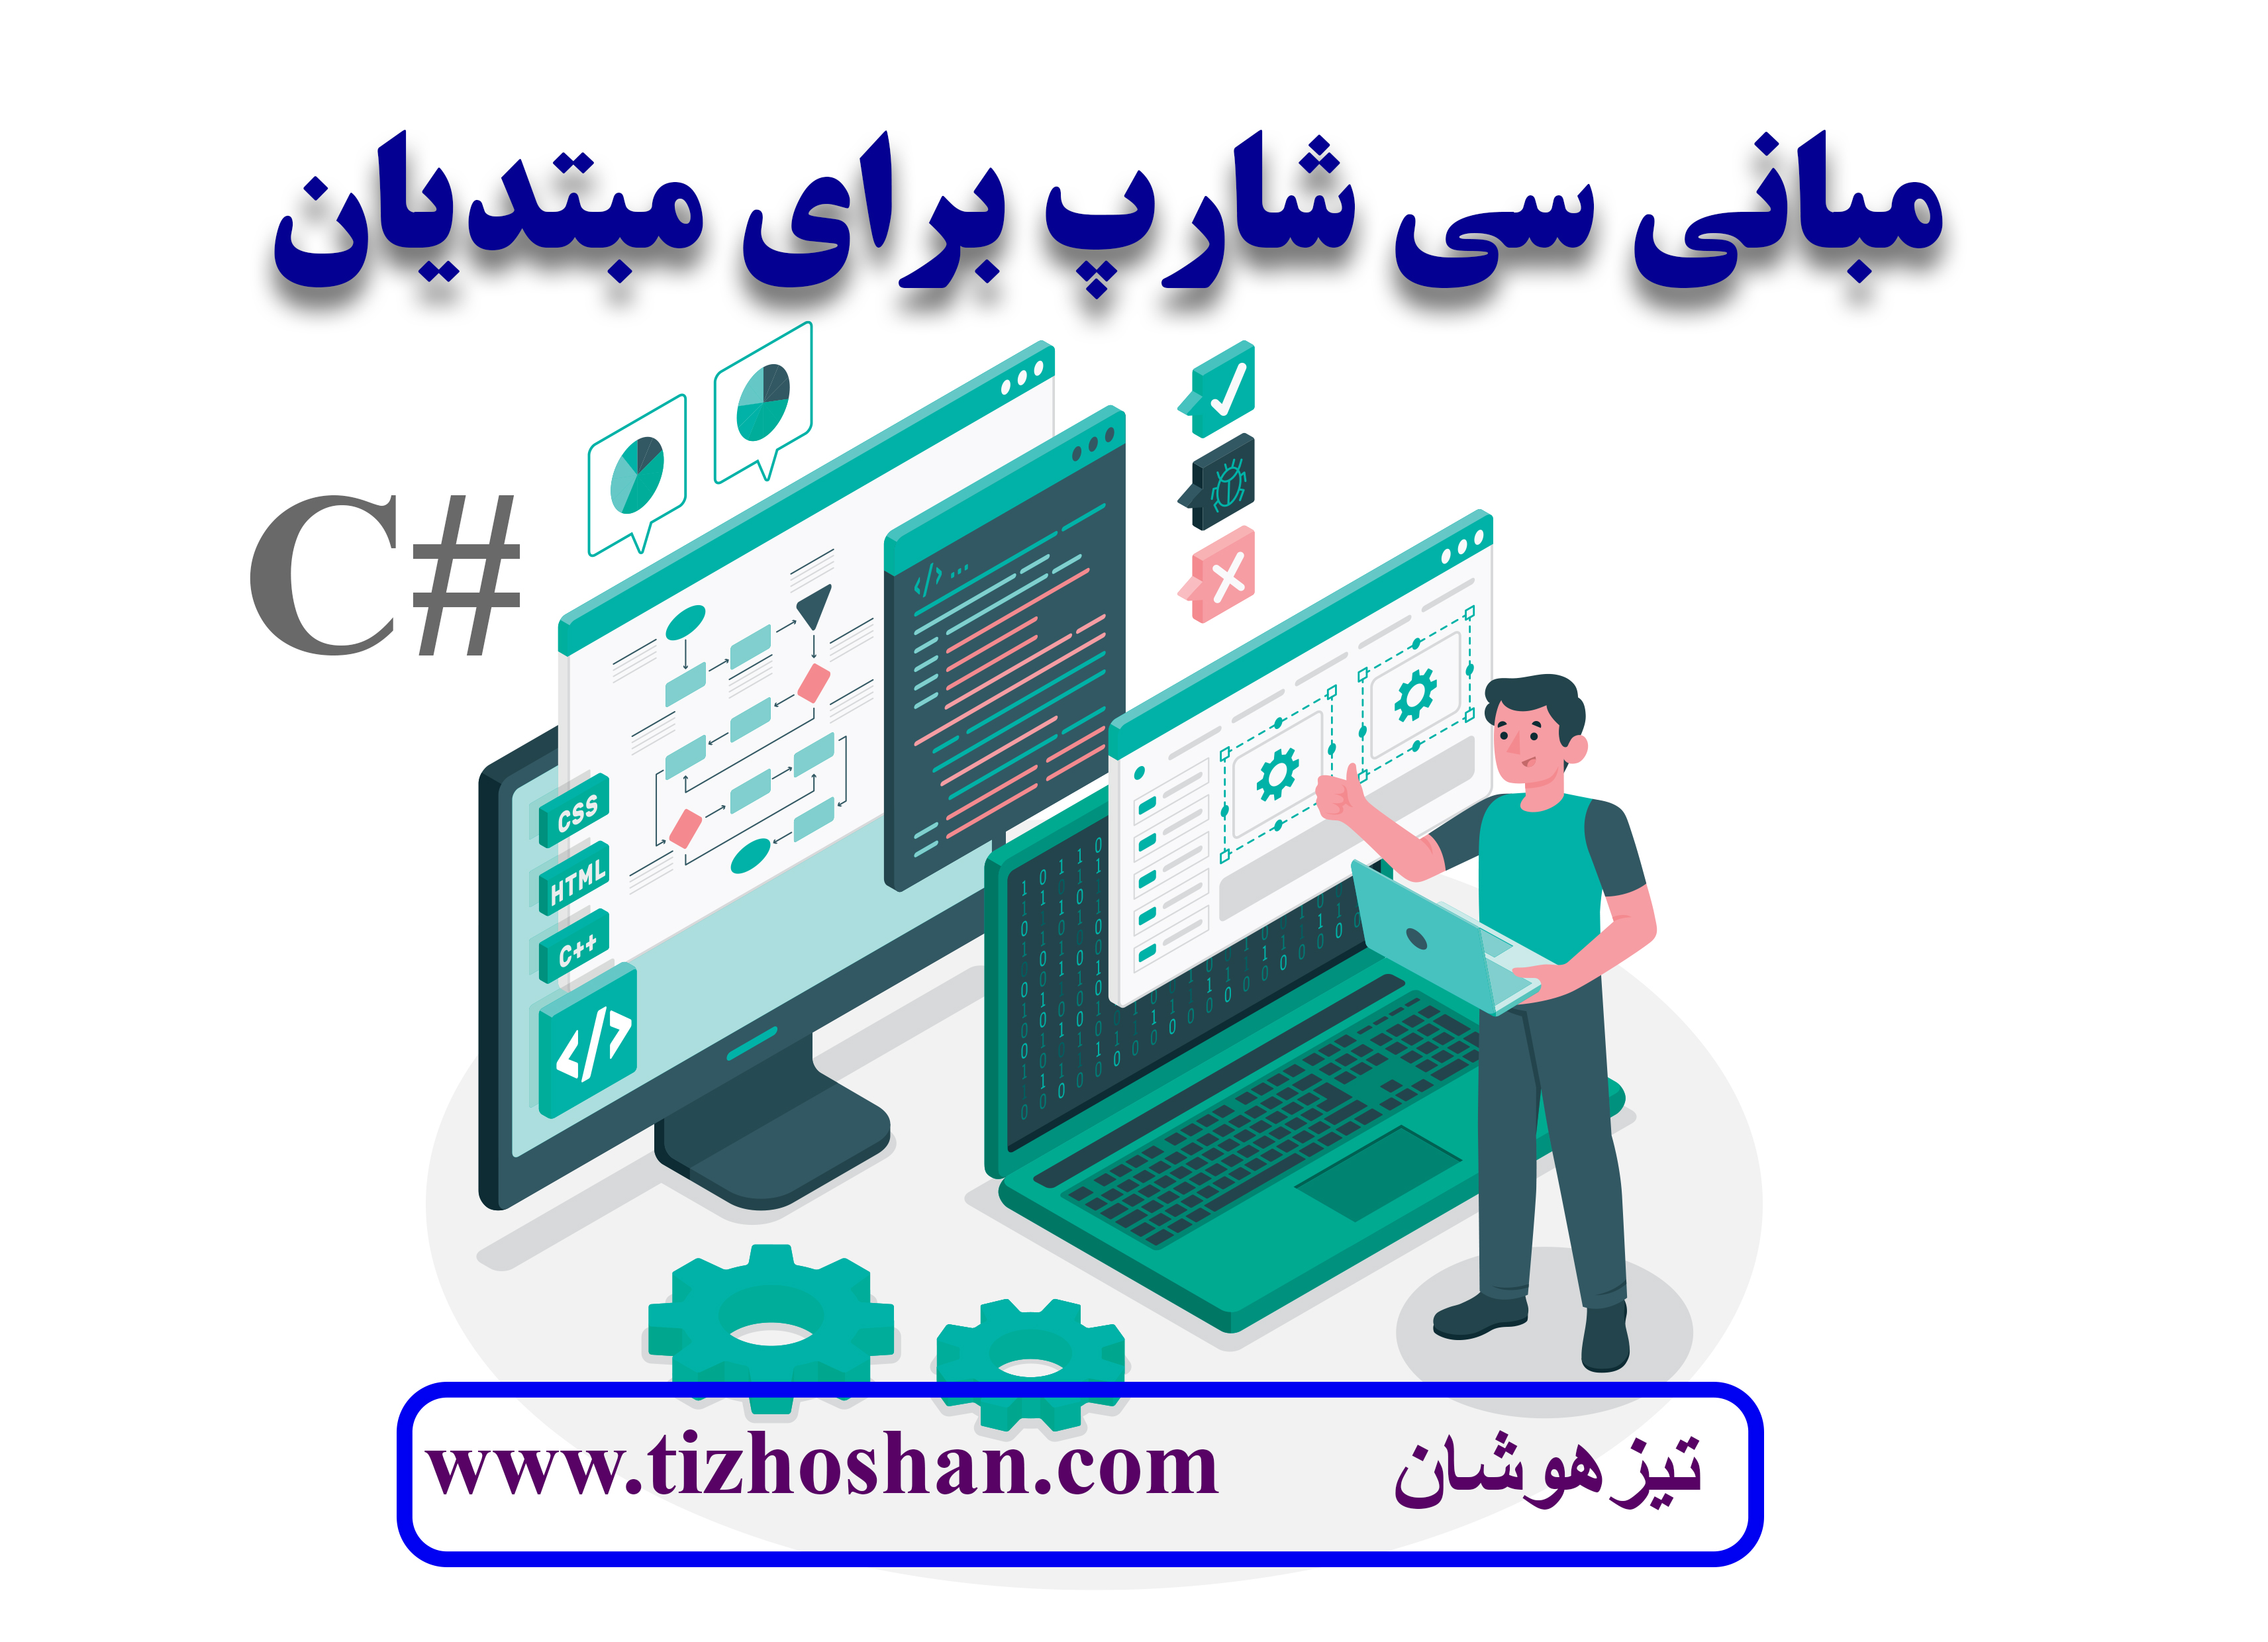 مبانی سی شارپ برای مبتدیان
C#
</> ...
CSS
HTML
C++
</>
تیزهوشان www.tizhoshan.com